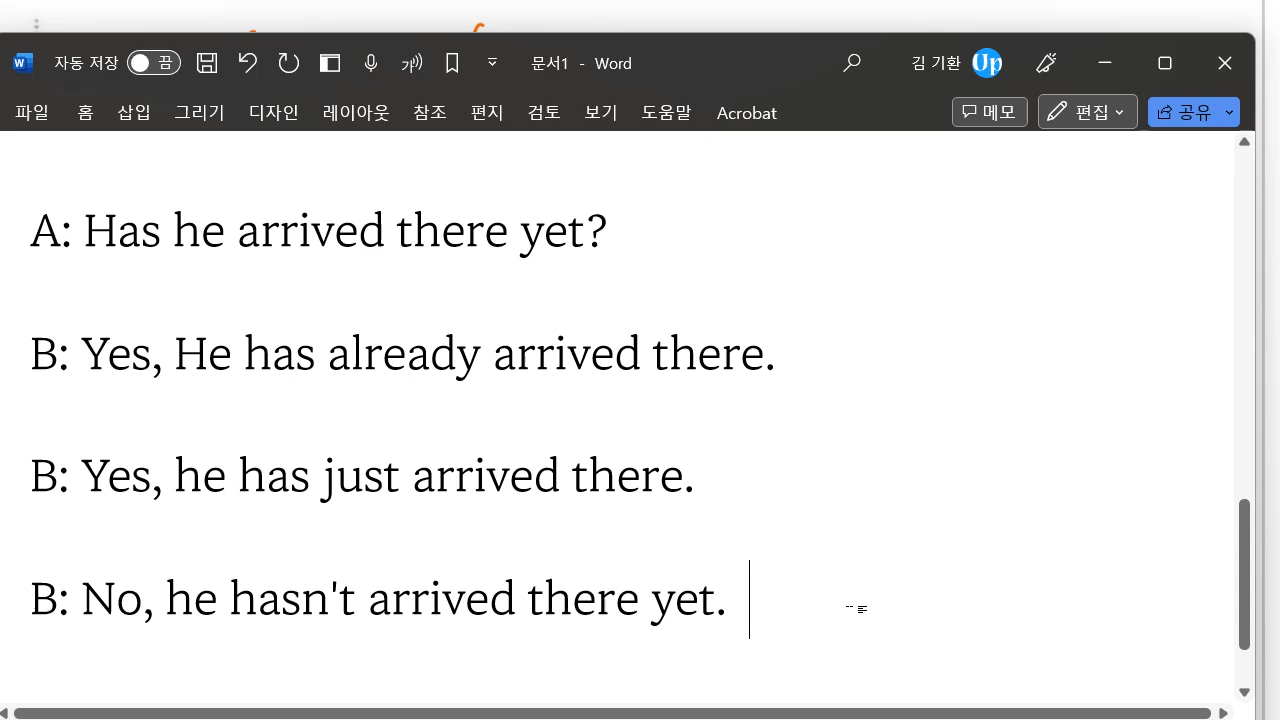 자동 저장 끔 가)) 문서1 - Word 김 기환 Up
파일 홈 삽입 그리기 디자인 레이아웃 참조 편지 검토 보기 도움말 Acrobat 메모 편집 공유
A: Has he arrived there yet?
B: Yes, He has already arrived there.
B: Yes, he has just arrived there.
B: No, he hasn't arrived there yet.